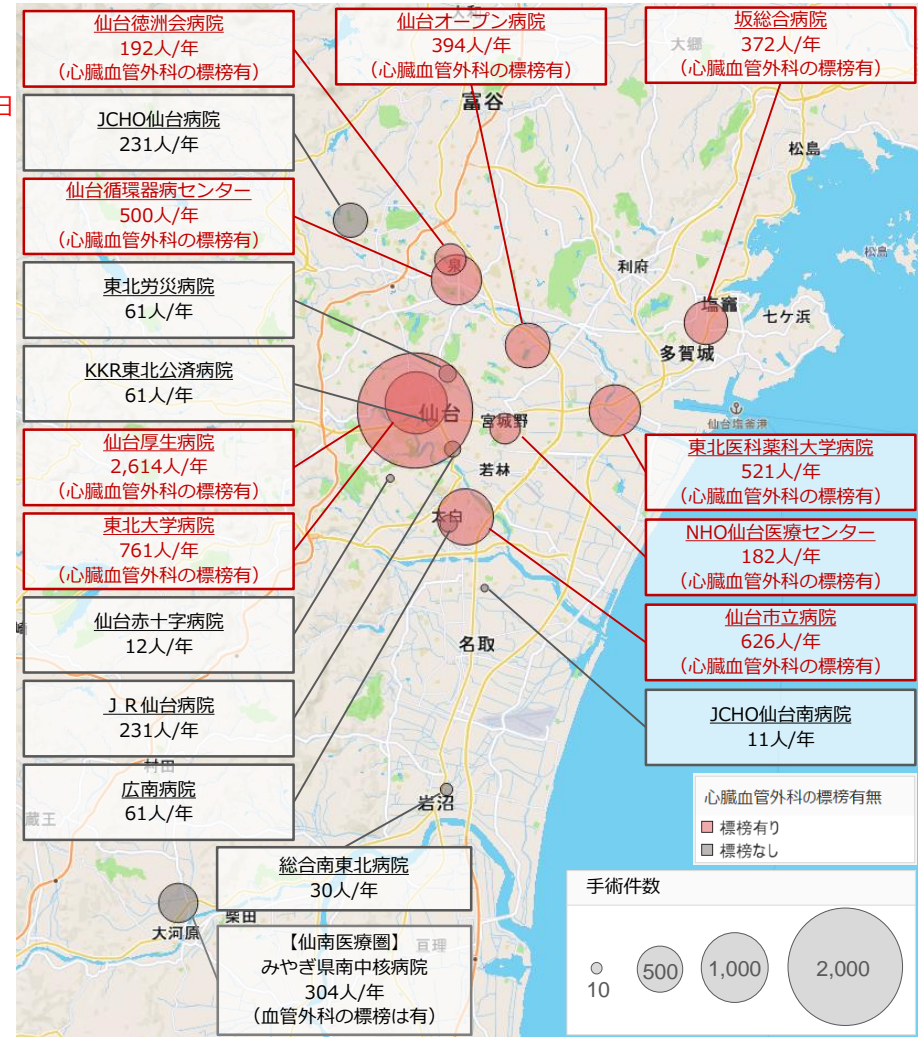 仙台徳洲会病院
192人/年
(心臓血管外科の標榜有)
仙台オープン病院
394人/年
(心臓血管外科の標榜有)
坂総合病院
372人/年
(心臓血管外科の標榜有)
日
JCHO仙台病院
231人/年
仙台循環器病センター
500人/年
(心臓血管外科の標榜有)
東北労災病院
61人/年
KKR東北公済病院
61人/年
仙台厚生病院
2,614人/年
(心臓血管外科の標榜有)
東北大学病院
761人/年
(心臓血管外科の標榜有)
仙台赤十字病院
12人/年
ＪＲ仙台病院
231人/年
広南病院
61人/年
東北医科薬科大学病院
521人/年
(心臓血管外科の標榜有)
NHO仙台医療センター
182人/年
(心臓血管外科の標榜有)
仙台市立病院
626人/年
(心臓血管外科の標榜有)
JCHO仙台南病院
11人/年
総合南東北病院
30人/年
【仙南医療圏】
みやぎ県南中核病院
304人/年
(血管外科の標榜は有)
大郷
富谷
松島
松島
利府
塩竈
七ケ浜
多賀城
泉
仙台
宮城野
仙台塩釜港
若林
太白
名取
村田
蔵王
岩沼
柴田
大河原
亘理
心臓血管外科の標榜有無
標榜有り
標榜なし
手術件数
10
500
1,000
2,000